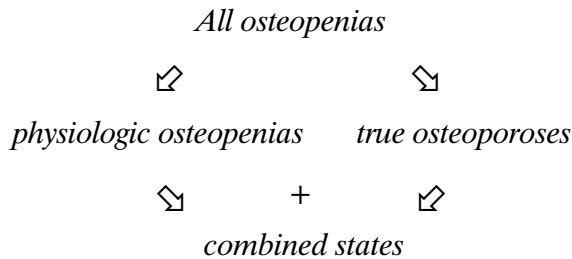 All osteopenias
physiologic osteopenias true osteoporoses
+
combined states